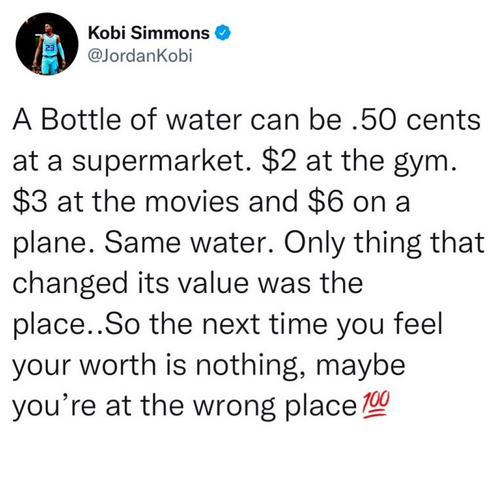 Kobi Simmons
@JordanKobi
A Bottle of water can be .50 cents
at a supermarket. $2 at the gym.
$3 at the movies and $6 on a
plane. Same water. Only thing that
changed its value was the
place..So the next time you feel
your worth is nothing, maybe
you’re at the wrong place💯